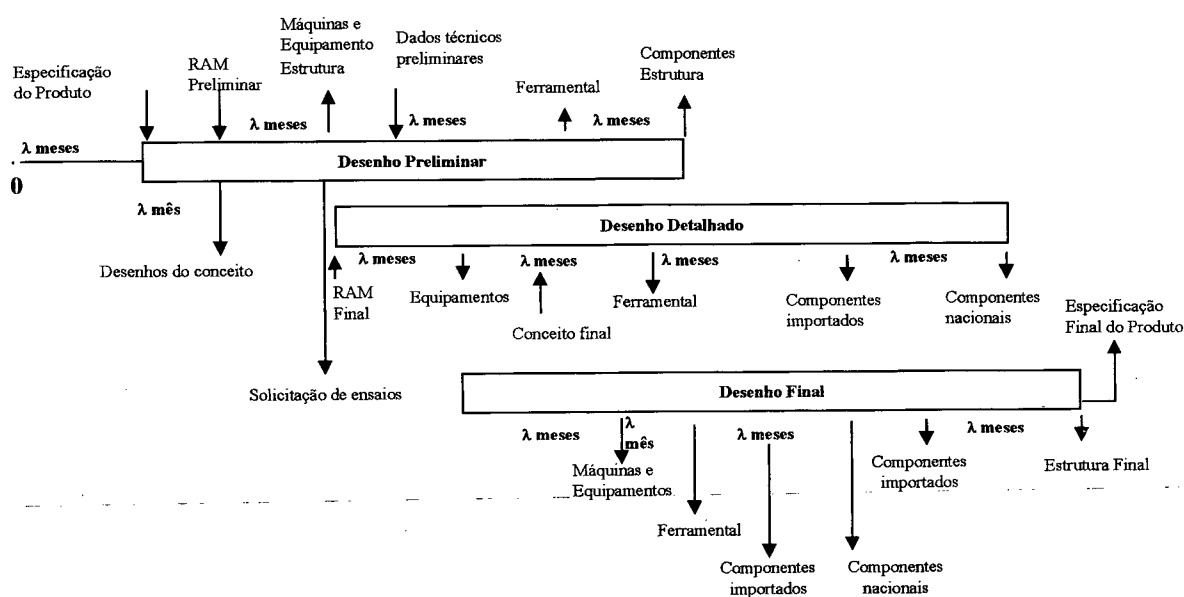 Máquinas e
Equipamento
Estrutura
Dados técnicos
preliminares
Componentes
Estrutura
Especificação
do Produto
RAM
Preliminar
Ferramental
λ meses
λ meses
λ meses
λ meses
0
Desenho Preliminar
λ mês
Desenho Detalhado
Desenhos do conceito
λ meses
λ meses
λ meses
λ meses
RAM
Final
Equipamentos
Conceito final
Ferramental
Componentes
importados
Componentes
nacionais
Especificação
Final do Produto
Solicitação de ensaios
Desenho Final
λ meses
λ
mês
λ meses
λ meses
Máquinas e
Equipamentos
Componentes
importados
Estrutura Final
Ferramental
Componentes
importados
Componentes
nacionais